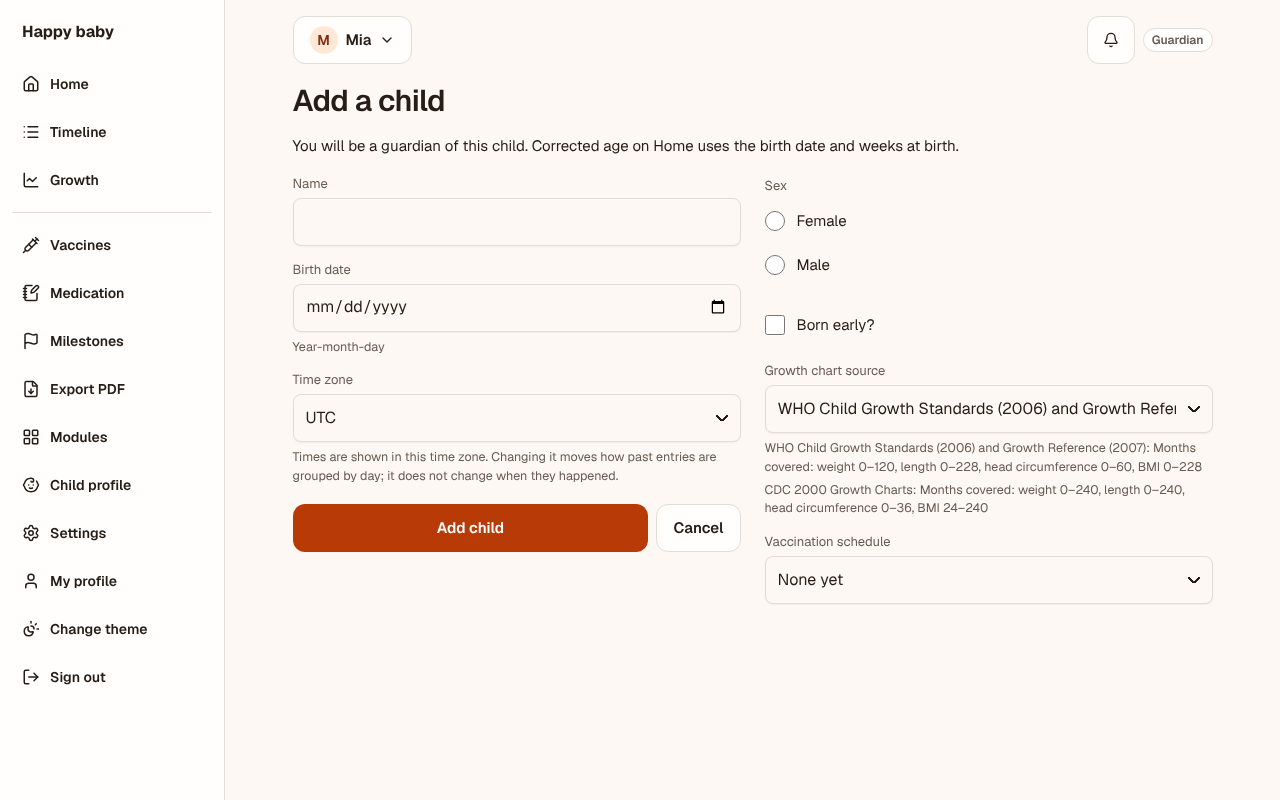 Happy baby
Home
Timeline
Growth
Vaccines
Medication
Milestones
Export PDF
Modules
Child profile
Settings
My profile
Change theme
Sign out
M Mia
Guardian
Add a child
You will be a guardian of this child. Corrected age on Home uses the birth date and weeks at birth.
Name
Birth date
mm/dd/yyyy
Year-month-day
Time zone
UTC
Times are shown in this time zone. Changing it moves how past entries are
grouped by day; it does not change when they happened.
Add child
Cancel
Sex
Female
Male
Born early?
Growth chart source
WHO Child Growth Standards (2006) and Growth Refer
WHO Child Growth Standards (2006) and Growth Reference (2007): Months
covered: weight 0–120, length 0–228, head circumference 0–60, BMI 0–228
CDC 2000 Growth Charts: Months covered: weight 0–240, length 0–240,
head circumference 0–36, BMI 24–240
Vaccination schedule
None yet